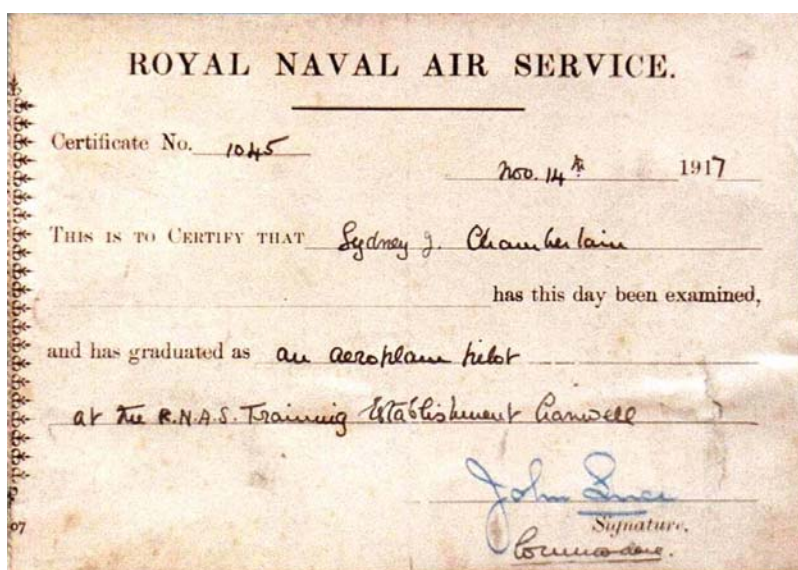 ROYAL NAVAL AIR SERVICE.
Certificate No. 1045
Nov. 14th 1917
THIS IS TO CERTIFY THAT Sydney J. Chamberlain
has this day been examined,
and has graduated as an aeroplane pilot
at the R.N.A.S. Training Establishment Cranwell
John Luce
Signature.
Commodore.
07